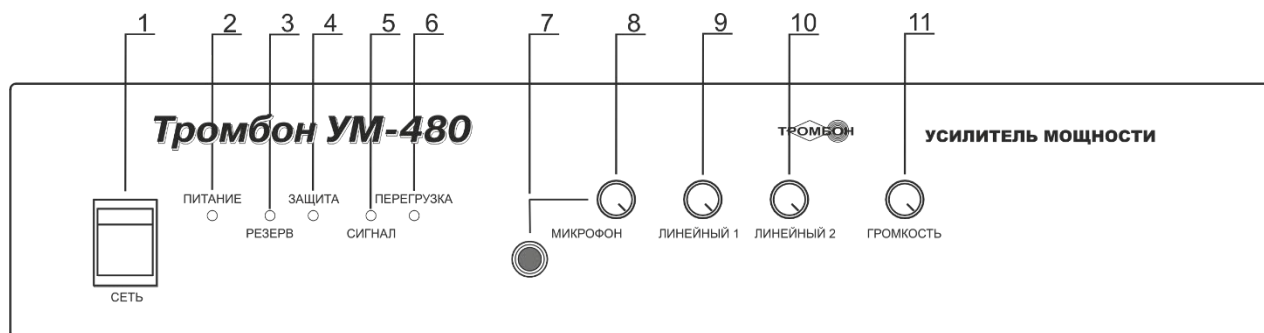 1 2 3 4 5 6 7 8 9 10 11
Тромбон УМ-480
ТРОМБОН
УСИЛИТЕЛЬ МОЩНОСТИ
ПИТАНИЕ ЗАЩИТА ПЕРЕГРУЗКА
РЕЗЕРВ СИГНАЛ
МИКРОФОН ЛИНЕЙНЫЙ 1 ЛИНЕЙНЫЙ 2 ГРОМКОСТЬ
СЕТЬ